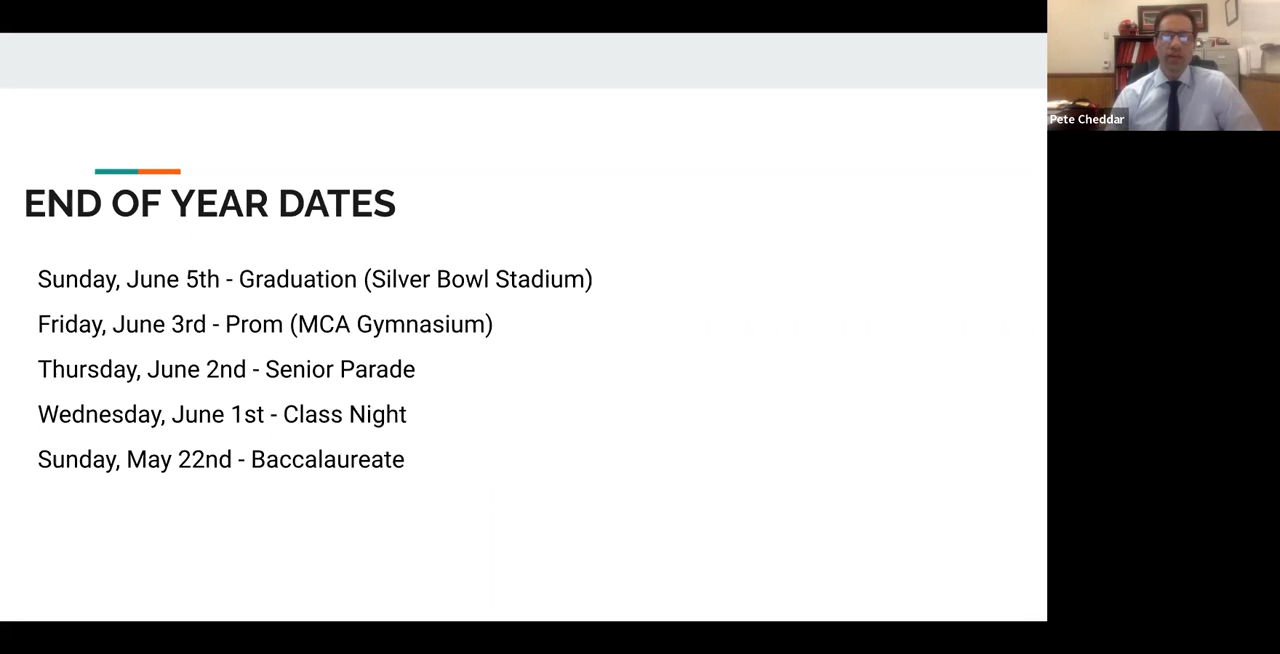 END OF YEAR DATES
Sunday, June 5th - Graduation (Silver Bowl Stadium)
Friday, June 3rd - Prom (MCA Gymnasium)
Thursday, June 2nd - Senior Parade
Wednesday, June 1st - Class Night
Sunday, May 22nd - Baccalaureate
Pete Cheddar